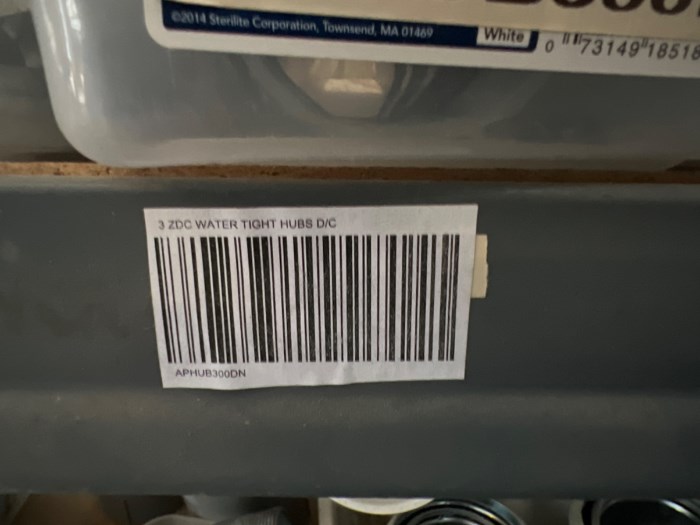 ©2014 Sterilite Corporation, Townsend, MA 01469
White
0 73149 18518
3 ZDC WATER TIGHT HUBS D/C
APHUB300DN